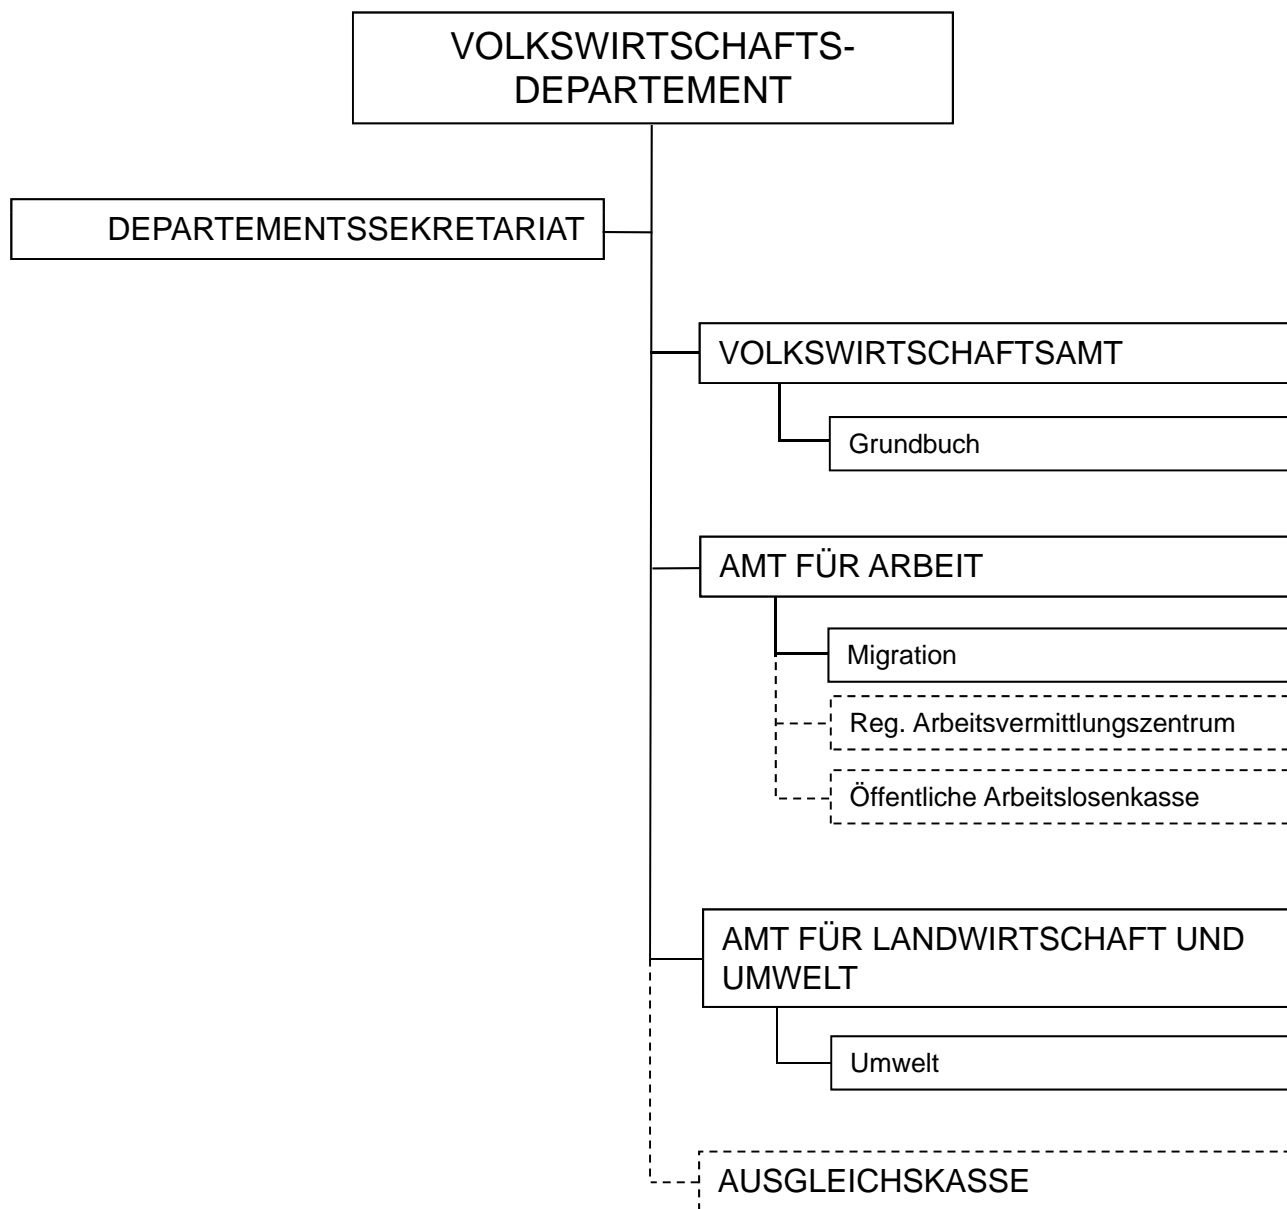 VOLKSWIRTSCHAFTS-
DEPARTEMENT
DEPARTEMENTSSEKRETARIAT
VOLKSWIRTSCHAFTSAMT
Grundbuch
AMT FÜR ARBEIT
Migration
Reg. Arbeitsvermittlungszentrum
Öffentliche Arbeitslosenkasse
AMT FÜR LANDWIRTSCHAFT UND
UMWELT
Umwelt
AUSGLEICHSKASSE